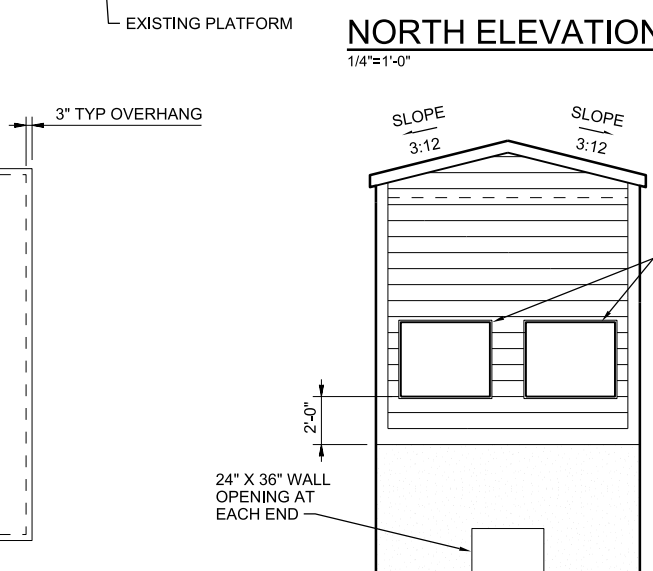 EXISTING PLATFORM
NORTH ELEVATION
1/4"=1'-0"
3" TYP OVERHANG
SLOPE
3:12
SLOPE
3:12
2'-0"
24" X 36" WALL
OPENING AT
EACH END